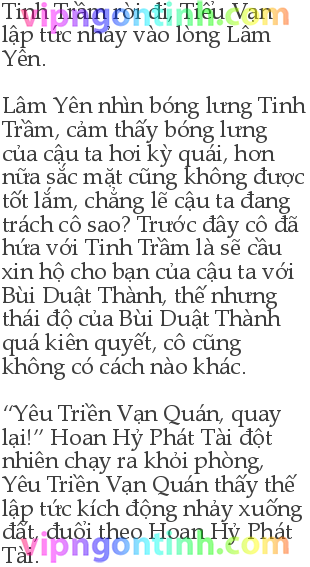 Tinh Trầm rời đi, Tiểu Vạn
lập tức nhảy vào lòng Lâm
Yên.
Lâm Yên nhìn bóng lưng Tinh
Trầm, cảm thấy bóng lưng
của cậu ta hơi kỳ quái, hơn
nữa sắc mặt cũng không được
tốt lắm, chẳng lẽ cậu ta đang
trách cô sao? Trước đây cô đã
hứa với Tinh Trầm là sẽ cầu
xin hộ cho bạn của cậu ta với
Bùi Duật Thành, thế nhưng
thái độ của Bùi Duật Thành
quá kiên quyết, cô cũng
không có cách nào khác.
“Yêu Triền Vạn Quán, quay
lại!” Hoan Hỷ Phát Tài đột
nhiên chạy ra khỏi phòng,
Yêu Triền Vạn Quán thấy thế
lập tức kích động nhảy xuống
đất, đuổi theo Hoan Hỷ Phát
Tài.
vipngontinh.com
vipngontinh.com